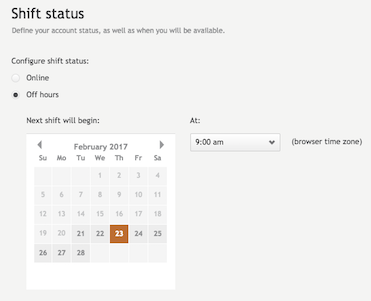 Shift status
Define your account status, as well as when you will be available.
Configure shift status:
Online
Off hours
Next shift will begin:
At:
February 2017
Su Mo Tu We Th Fr Sa
1 2 3 4
5 6 7 8 9 10 11
12 13 14 15 16 17 18
19 20 21 22 23 24 25
26 27 28
9:00 am
(browser time zone)